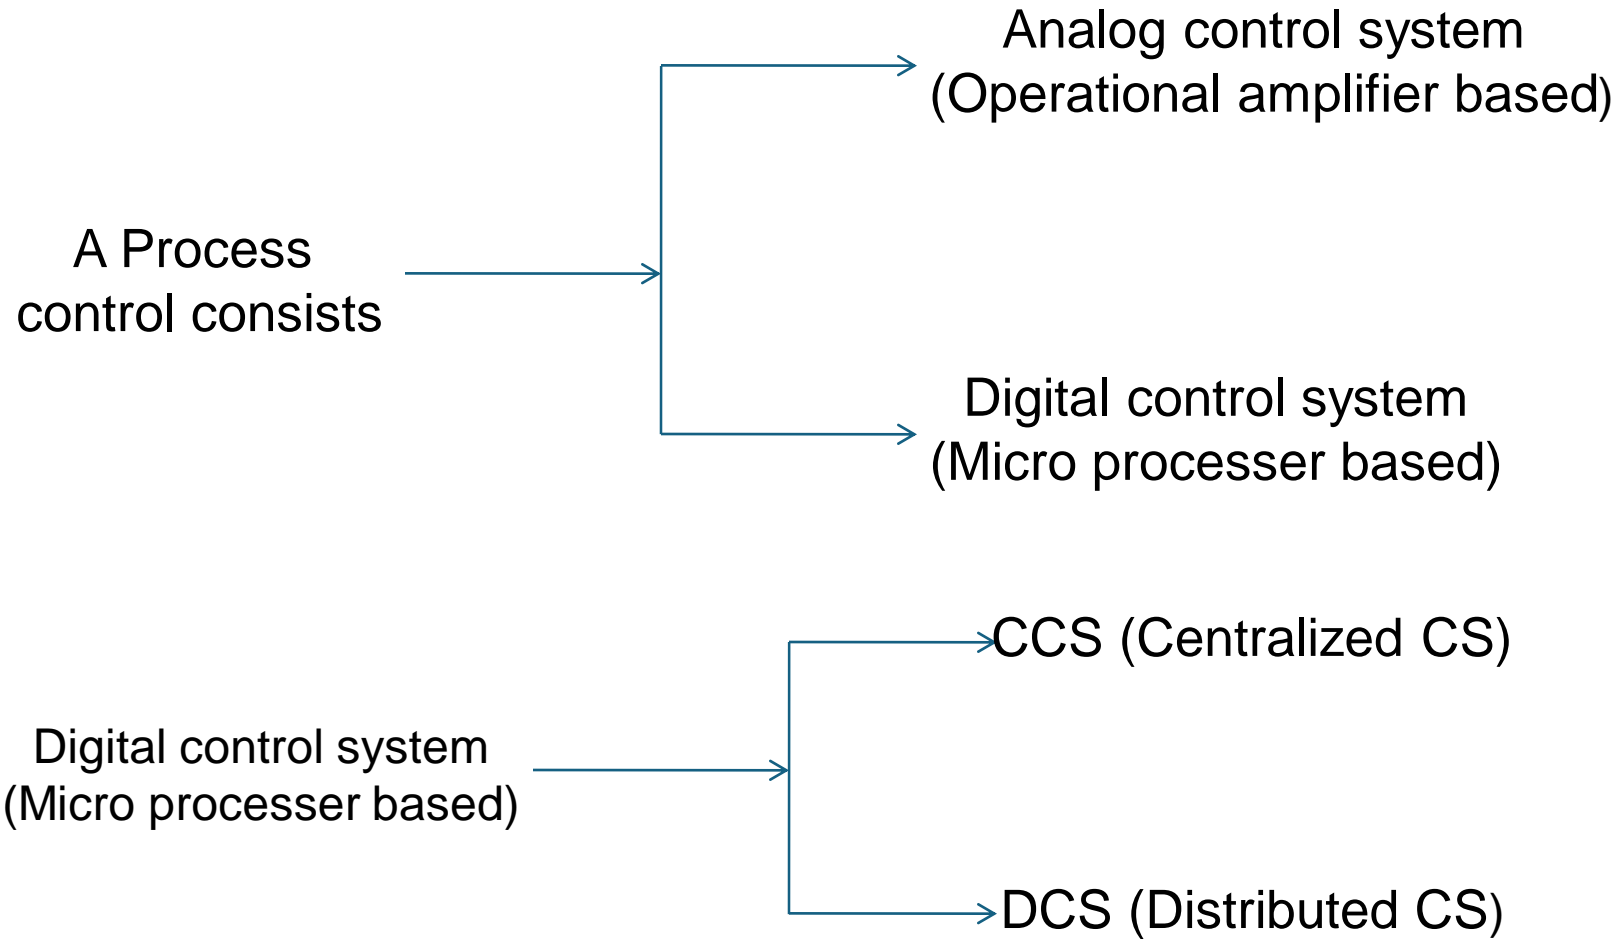 Analog control system
(Operational amplifier based)
A Process
control consists
Digital control system
(Micro processer based)
CCS (Centralized CS)
Digital control system
(Micro processer based)
DCS (Distributed CS)